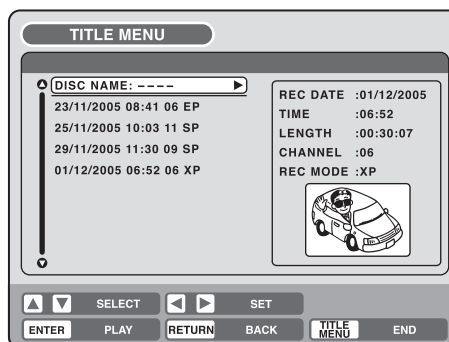 TITLE MENU
DISC NAME: ----
23/11/2005 08:41 06 EP
25/11/2005 10:03 11 SP
29/11/2005 11:30 09 SP
01/12/2005 06:52 06 XP
REC DATE :01/12/2005
TIME :06:52
LENGTH :00:30:07
CHANNEL :06
REC MODE :XP
SELECT SET
ENTER PLAY RETURN BACK TITLE MENU END